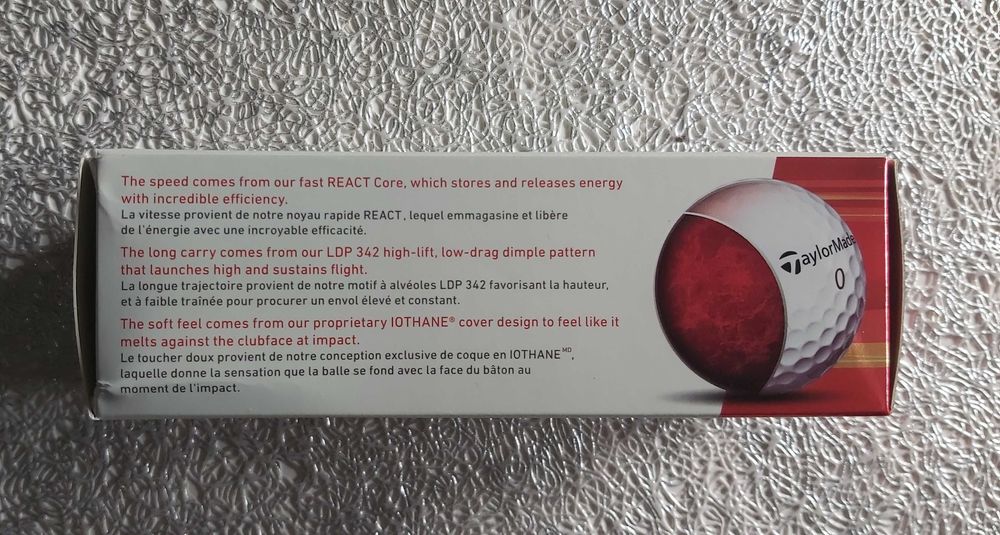 The speed comes from our fast REACT Core, which stores and releases energy
with incredible efficiency.
La vitesse provient de notre noyau rapide REACT, lequel emmagasine et libère
de l'énergie avec une incroyable efficacité.
The long carry comes from our LDP 342 high-lift, low-drag dimple pattern
that launches high and sustains flight.
La longue trajectoire provient de notre motif à alvéoles LDP 342 favorisant la hauteur,
et à faible traînée pour procurer un envol élevé et constant.
The soft feel comes from our proprietary IOTHANE® cover design to feel like it
melts against the clubface at impact.
Le toucher doux provient de notre conception exclusive de coque en IOTHANE MD,
laquelle donne la sensation que la balle se fond avec la face du bâton au
moment de l'impact.
TaylorMade
0